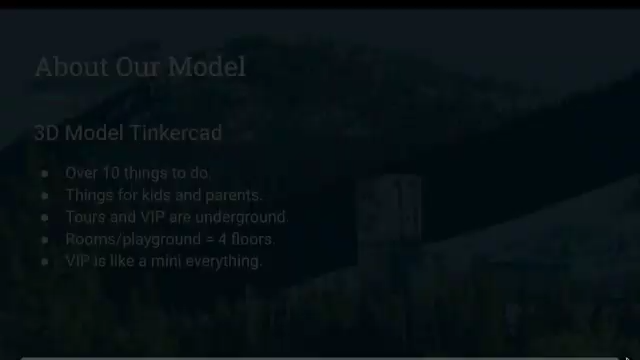 About Our Model
3D Model Tinkercad
● Over 10 things to do.
● Things for kids and parents.
● Tours and VIP are underground.
● Rooms/playground = 4 floors.
● VIP is like a mini everything.